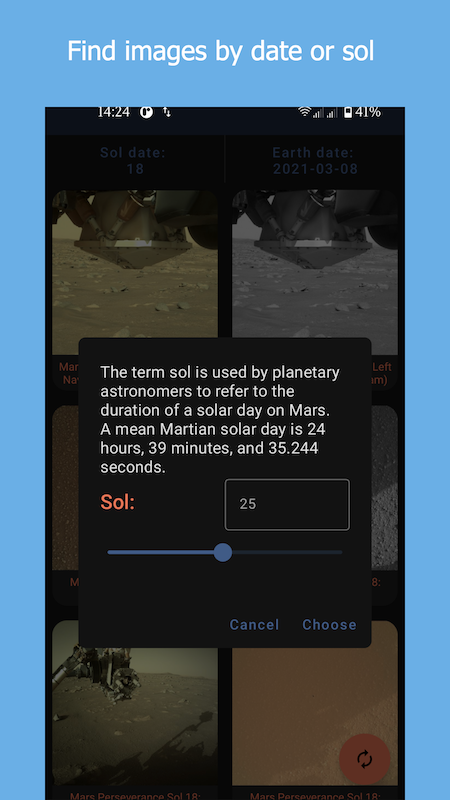 Find images by date or sol
14:24
41%
Sol date:
18
Earth date:
2021-03-08
Left
The term sol is used by planetary
astronomers to refer to the
duration of a solar day on Mars.
A mean Martian solar day is 24
hours, 39 minutes, and 35.244
seconds.
Sol:
25
Cancel
Choose
Mars Perseverance Sol 18:
Mars Perseverance Sol 18: